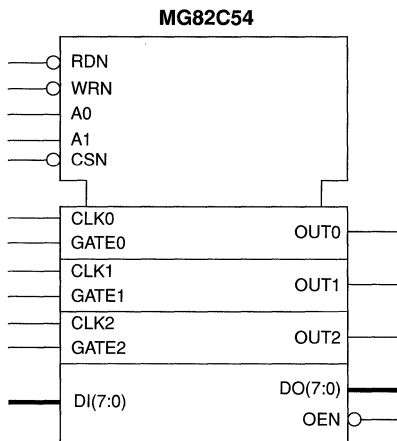 MG82C54
RDN
WRN
A0
A1
CSN
CLK0
GATE0
OUT0
CLK1
GATE1
OUT1
CLK2
GATE2
OUT2
DI(7:0)
DO(7:0)
OEN